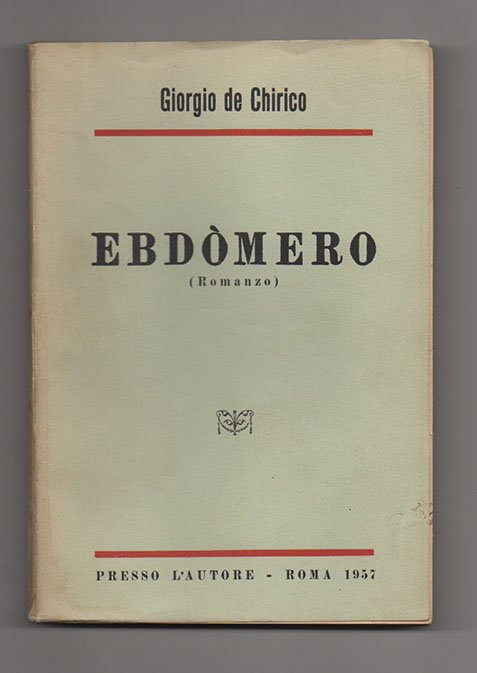 Giorgio de Chirico
EBDÒMERO
(Romanzo)
PRESSO L'AUTORE - ROMA 1957